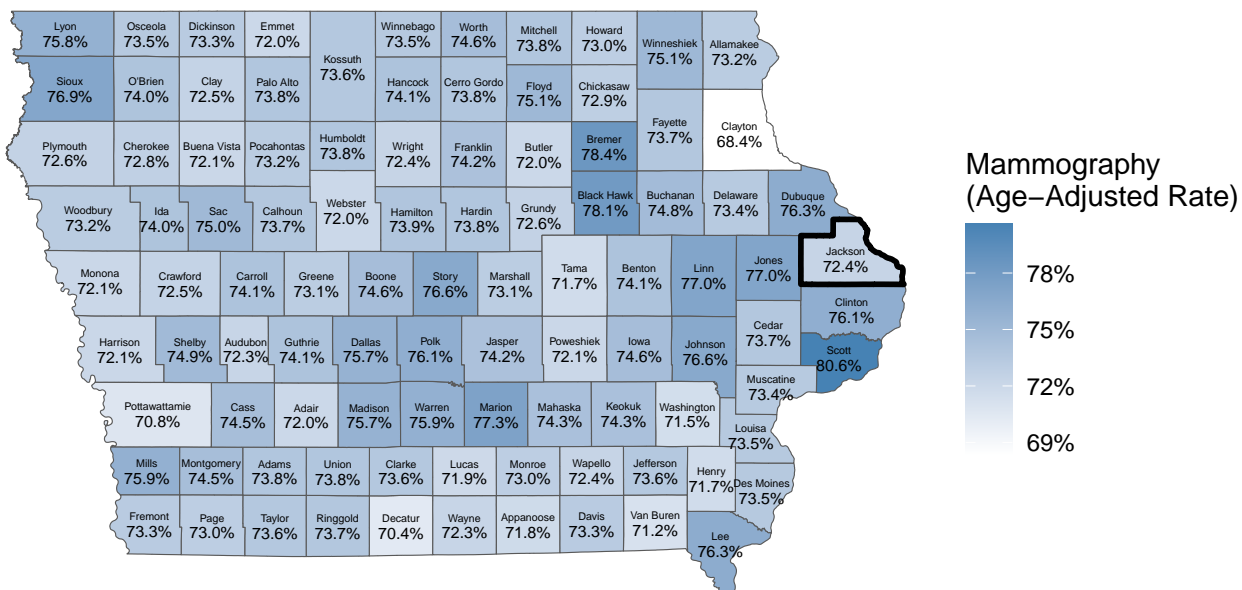 Lyon
75.8%
Osceola
73.5%
Dickinson
73.3%
Emmet
72.0%
Kossuth
73.6%
Winnebago
73.5%
Worth
74.6%
Mitchell
73.8%
Howard
73.0%
Winneshiek
75.1%
Allamakee
73.2%
Sioux
76.9%
O'Brien
74.0%
Clay
72.5%
Palo Alto
73.8%
Hancock
74.1%
Cerro Gordo
73.8%
Floyd
75.1%
Chickasaw
72.9%
Fayette
73.7%
Clayton
68.4%
Plymouth
72.6%
Cherokee
72.8%
Buena Vista
72.1%
Pocahontas
73.2%
Humboldt
73.8%
Wright
72.4%
Franklin
74.2%
Butler
72.0%
Bremer
78.4%
Woodbury
73.2%
Ida
74.0%
Sac
75.0%
Calhoun
73.7%
Webster
72.0%
Hamilton
73.9%
Hardin
73.8%
Grundy
72.6%
Black Hawk
78.1%
Buchanan
74.8%
Delaware
73.4%
Dubuque
76.3%
Monona
72.1%
Crawford
72.5%
Carroll
74.1%
Greene
73.1%
Boone
74.6%
Story
76.6%
Marshall
73.1%
Tama
71.7%
Benton
74.1%
Linn
77.0%
Jones
77.0%
Jackson
72.4%
Clinton
76.1%
Harrison
72.1%
Shelby
74.9%
Audubon
72.3%
Guthrie
74.1%
Dallas
75.7%
Polk
76.1%
Jasper
74.2%
Poweshiek
72.1%
Iowa
74.6%
Johnson
76.6%
Cedar
73.7%
Scott
80.6%
Muscatine
73.4%
Pottawattamie
70.8%
Cass
74.5%
Adair
72.0%
Madison
75.7%
Warren
75.9%
Marion
77.3%
Mahaska
74.3%
Keokuk
74.3%
Washington
71.5%
Louisa
73.5%
Mills
75.9%
Montgomery
74.5%
Adams
73.8%
Union
73.8%
Clarke
73.6%
Lucas
71.9%
Monroe
73.0%
Wapello
72.4%
Jefferson
73.6%
Henry
71.7%
Des Moines
73.5%
Fremont
73.3%
Page
73.0%
Taylor
73.6%
Ringgold
73.7%
Decatur
70.4%
Wayne
72.3%
Appanoose
71.8%
Davis
73.3%
Van Buren
71.2%
Lee
76.3%
Mammography
(Age−Adjusted Rate)
78%
75%
72%
69%